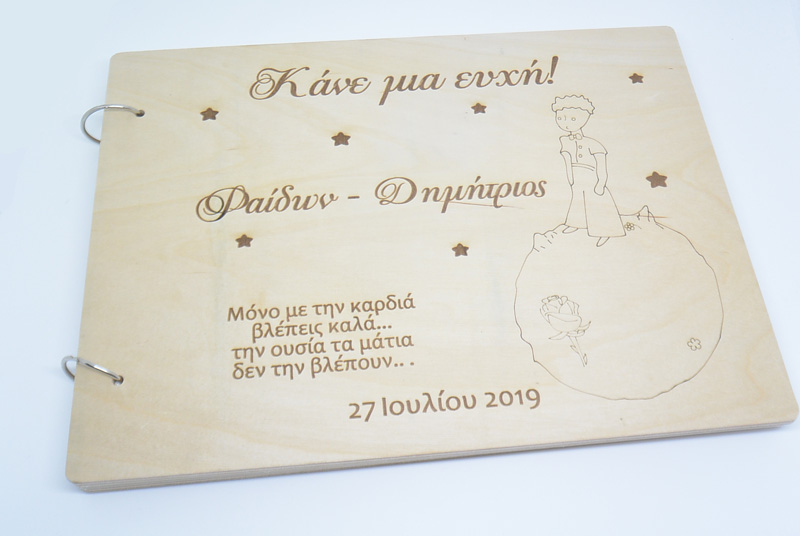 Κάνε μια ευχή!
Φαίδων - Δημήτριος
Μόνο με την καρδιά
βλέπεις καλά...
την ουσία τα μάτια
δεν την βλέπουν.. .
27 Ιουλίου 2019